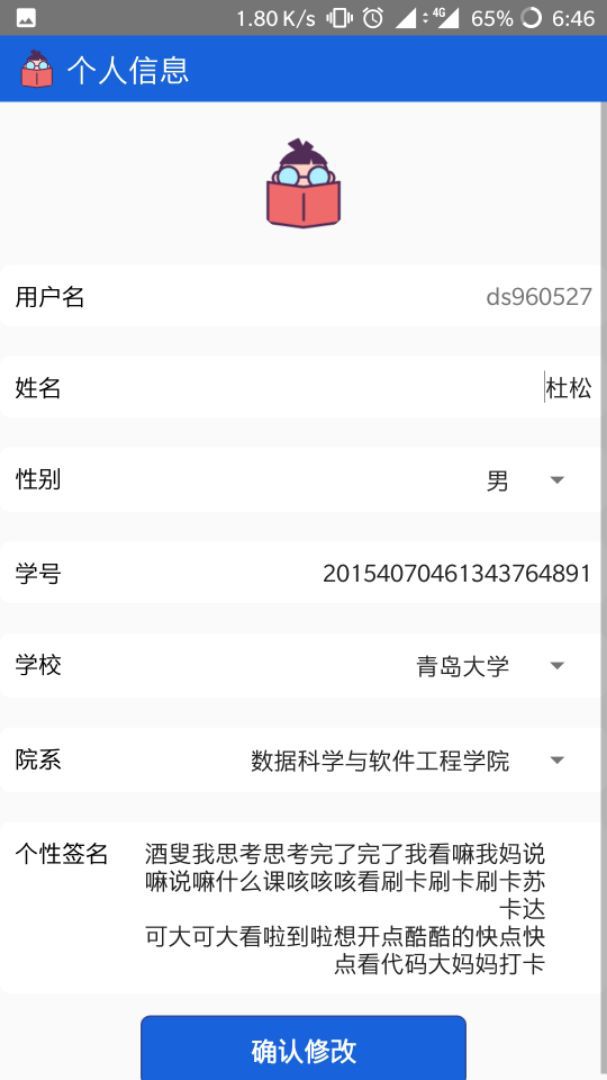 1.80 K/s 4G 65% 6:46
个人信息
用户名 ds960527
姓名 杜松
性别 男
学号 20154070461343764891
学校 青岛大学
院系 数据科学与软件工程学院
个性签名 酒叟我思考思考完了完了我看嘛我妈说
嘛说嘛什么课咳咳咳看刷卡刷卡刷卡苏
卡达
可大可大看啦到啦想开点酷酷的快点快
点看代码大妈妈打卡
确认修改